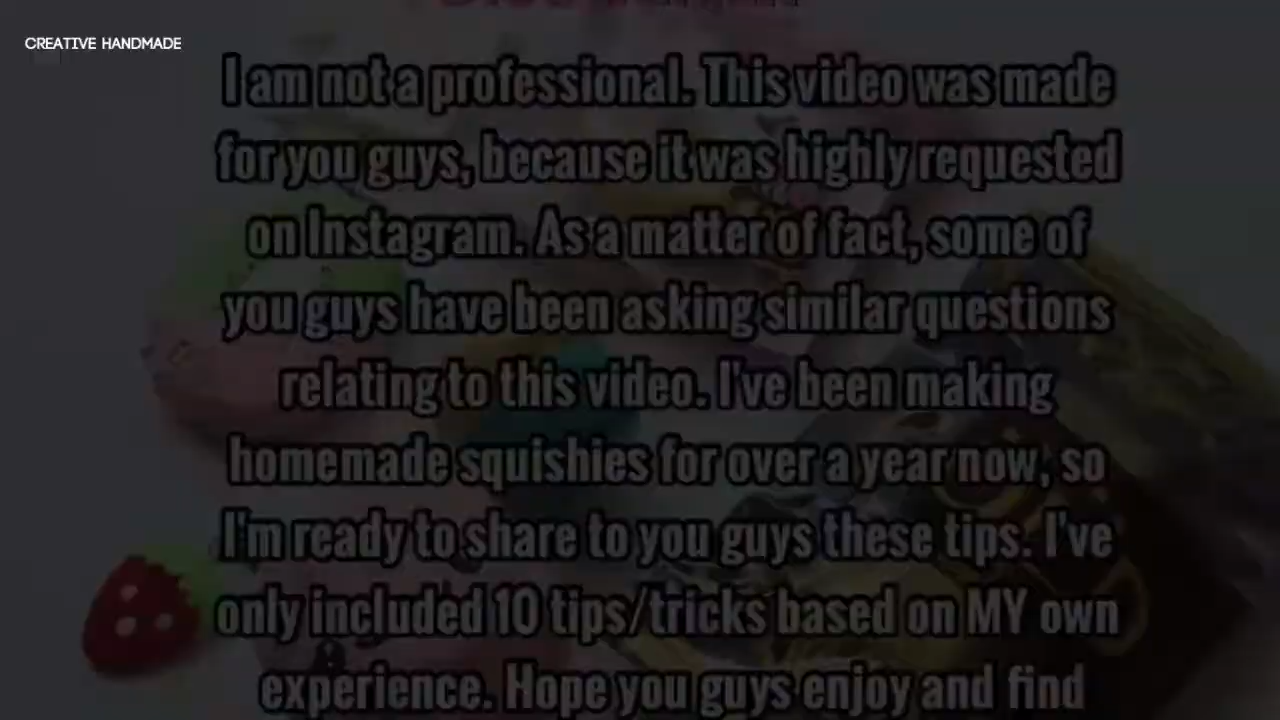 CREATIVE HANDMADE
I am not a professional. This video was made
for you guys, because it was highly requested
on Instagram. As a matter of fact, some of
you guys have been asking similar questions
relating to this video. I've been making
homemade squishies for over a year now, so
I'm ready to share to you guys these tips. I've
only included 10 tips/tricks based on MY own
experience. Hope you guys enjoy and find